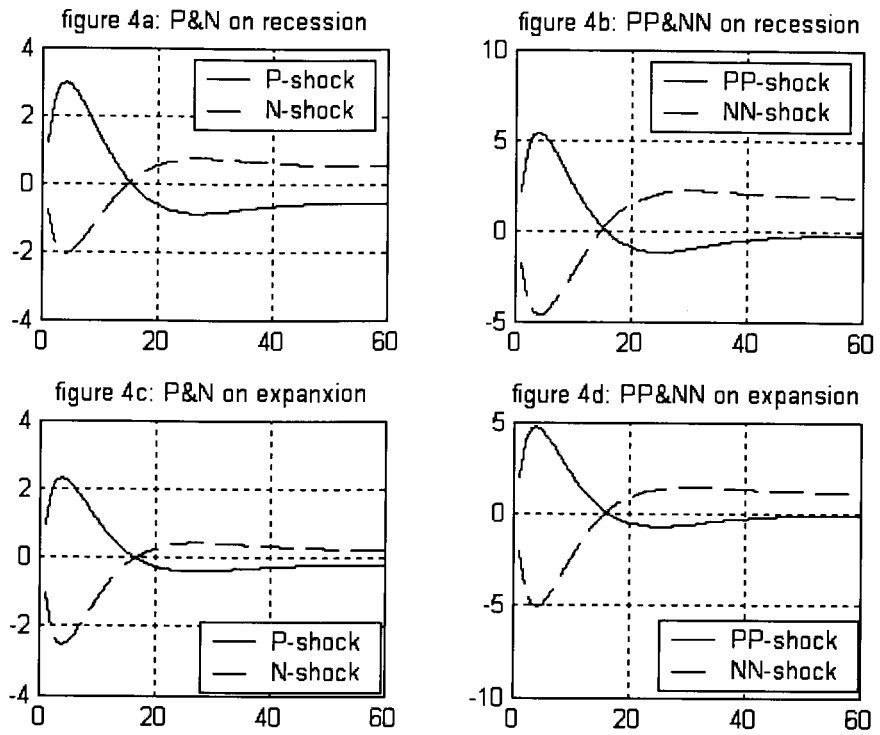 figure 4a: P&N on recession
4
2
0
-2
-4
0
20
40
60
P-shock
N-shock
figure 4b: PP&NN on recession
10
5
0
-5
0
20
40
60
PP-shock
NN-shock
figure 4c: P&N on expanxion
4
2
0
-2
-4
0
20
40
60
P-shock
N-shock
figure 4d: PP&NN on expansion
5
0
-5
-10
0
20
40
60
PP-shock
NN-shock